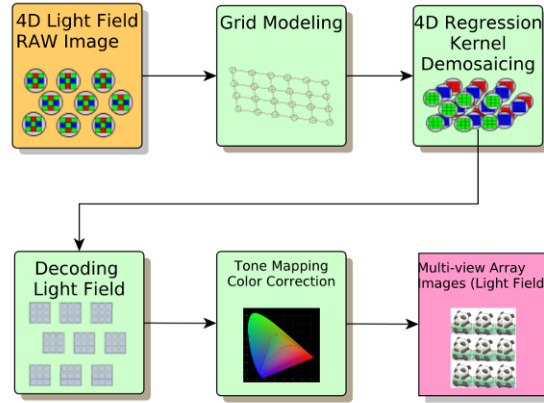 4D Light Field
RAW Image
Grid Modeling
4D Regression
Kernel
Demosaicing
Decoding
Light Field
Tone Mapping
Color Correction
Multi-view Array
Images (Light Field